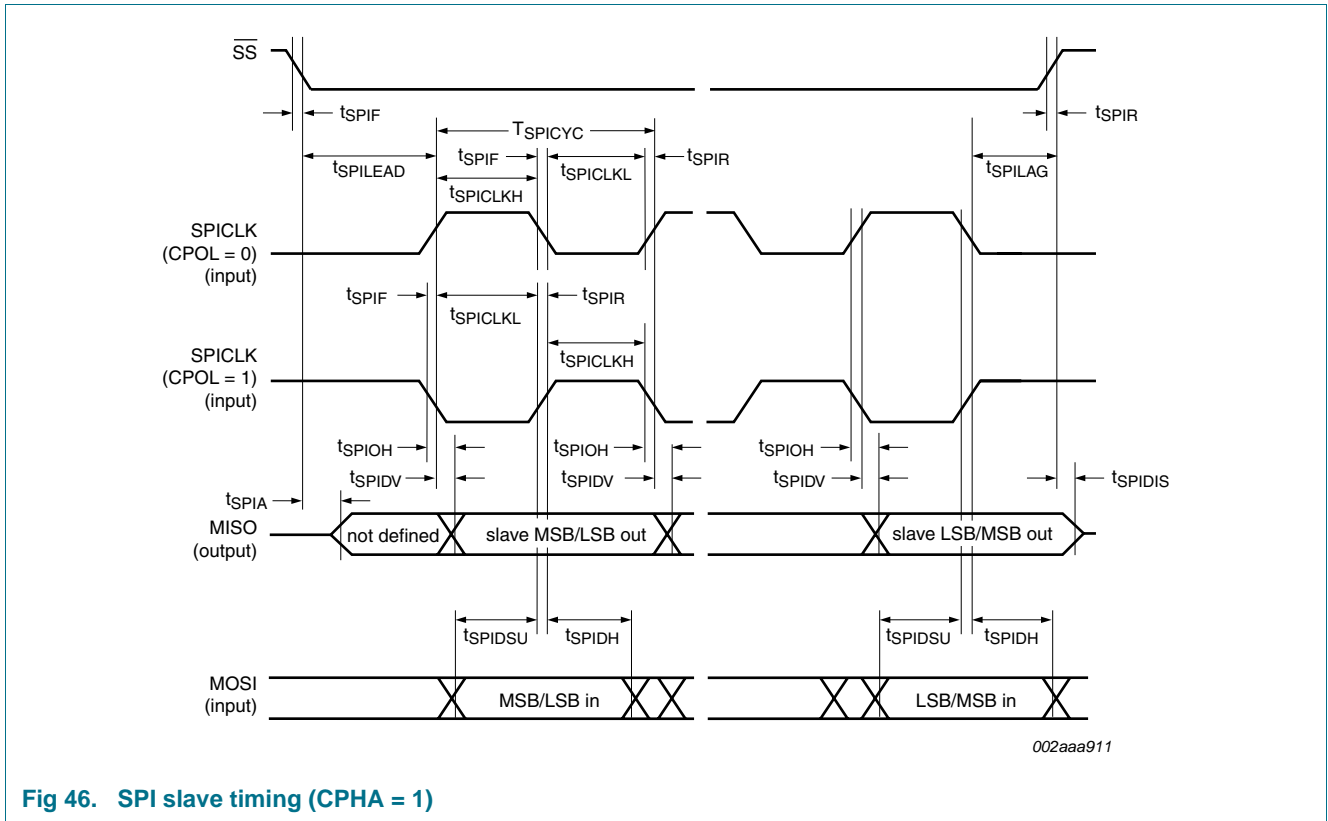 SS
tSPIF
tSPIR
TSPICYC
tSPIF
tSPIR
tSPILEAD
tSPICLKL
tSPILAG
tSPICLKH
SPICLK
(CPOL = 0)
(input)
tSPIF
tSPIR
tSPICLKL
SPICLK
(CPOL = 1)
(input)
tSPICLKH
tSPIOH
tSPIOH
tSPIOH
tSPIDV
tSPIDV
tSPIDV
tSPIDIS
tSPIA
MISO
(output)
not defined
slave MSB/LSB out
slave LSB/MSB out
tSPIDSU
tSPIDH
tSPIDSU
tSPIDH
MOSI
(input)
MSB/LSB in
LSB/MSB in
002aaa911
Fig 46. SPI slave timing (CPHA = 1)